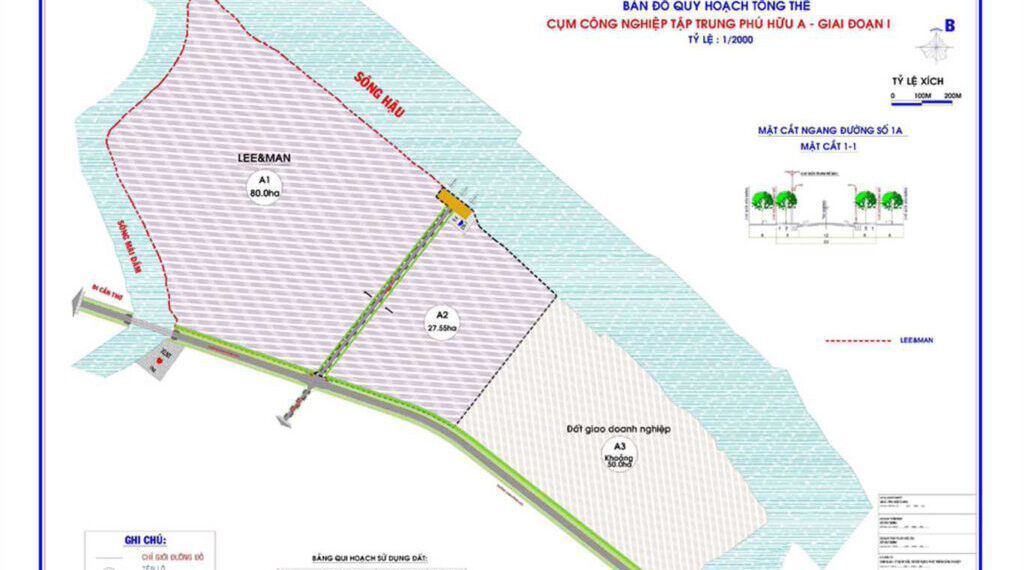 BẢN ĐỒ QUY HOẠCH TỔNG THỂ
CỤM CÔNG NGHIỆP TẬP TRUNG PHÚ HỮU A - GIAI ĐOẠN I
TỶ LỆ : 1/2000
B
TỶ LỆ XÍCH
0 100M 200M
MẶT CẮT NGANG ĐƯỜNG SỐ 1A
MẶT CẮT 1-1
SÔNG HẬU
LEE&MAN
A1
80.0ha
SÔNG MÁI DẦM
ĐI CẦN THƠ
A2
27.55ha
LEE&MAN
Đất giao doanh nghiệp
A3
Khoảng
50.0ha
GHI CHÚ:
CHỈ GIỚI ĐƯỜNG ĐỎ
BẢNG QUI HOẠCH SỬ DỤNG ĐẤT: